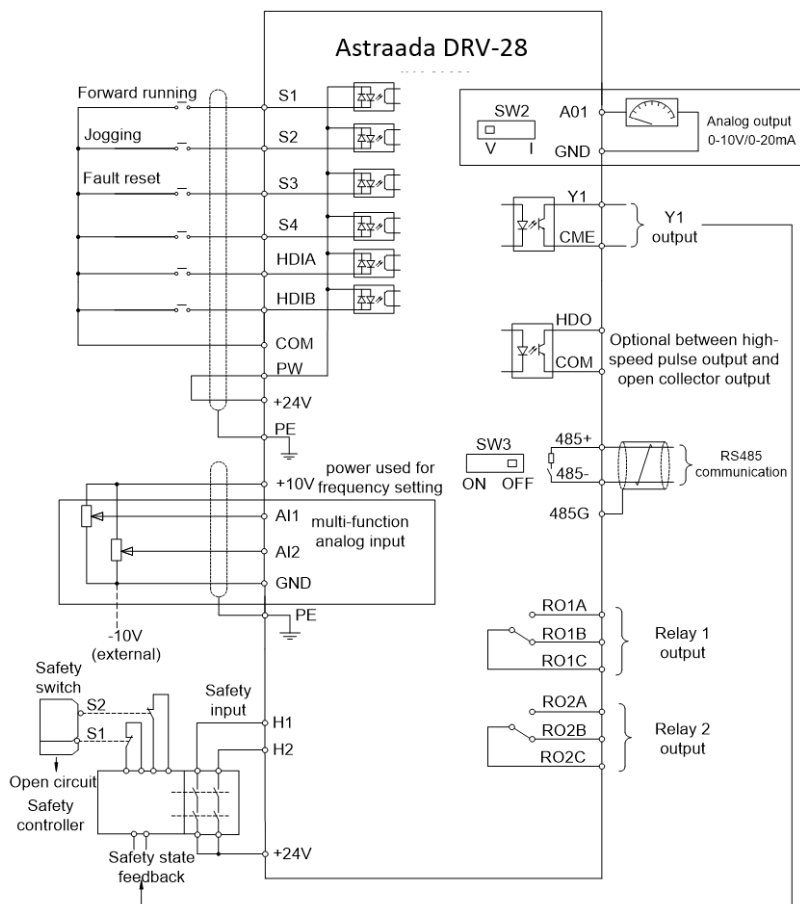 Astraada DRV-28
Forward running
S1
Jogging
S2
Fault reset
S3
S4
HDIA
HDIB
COM
PW
+24V
PE
SW2
V I
A01
GND
Analog output
0-10V/0-20mA
Y1
CME
Y1
output
HDO
COM
Optional between high-
speed pulse output and
open collector output
SW3
ON OFF
485+
485-
485G
RS485
communication
+10V
power used for
frequency setting
AI1
AI2
multi-function
analog input
GND
PE
-10V
(external)
RO1A
RO1B
RO1C
Relay 1
output
RO2A
RO2B
RO2C
Relay 2
output
Safety
switch
S2
S1
Open circuit
Safety
controller
Safety
input
H1
H2
+24V
Safety state
feedback